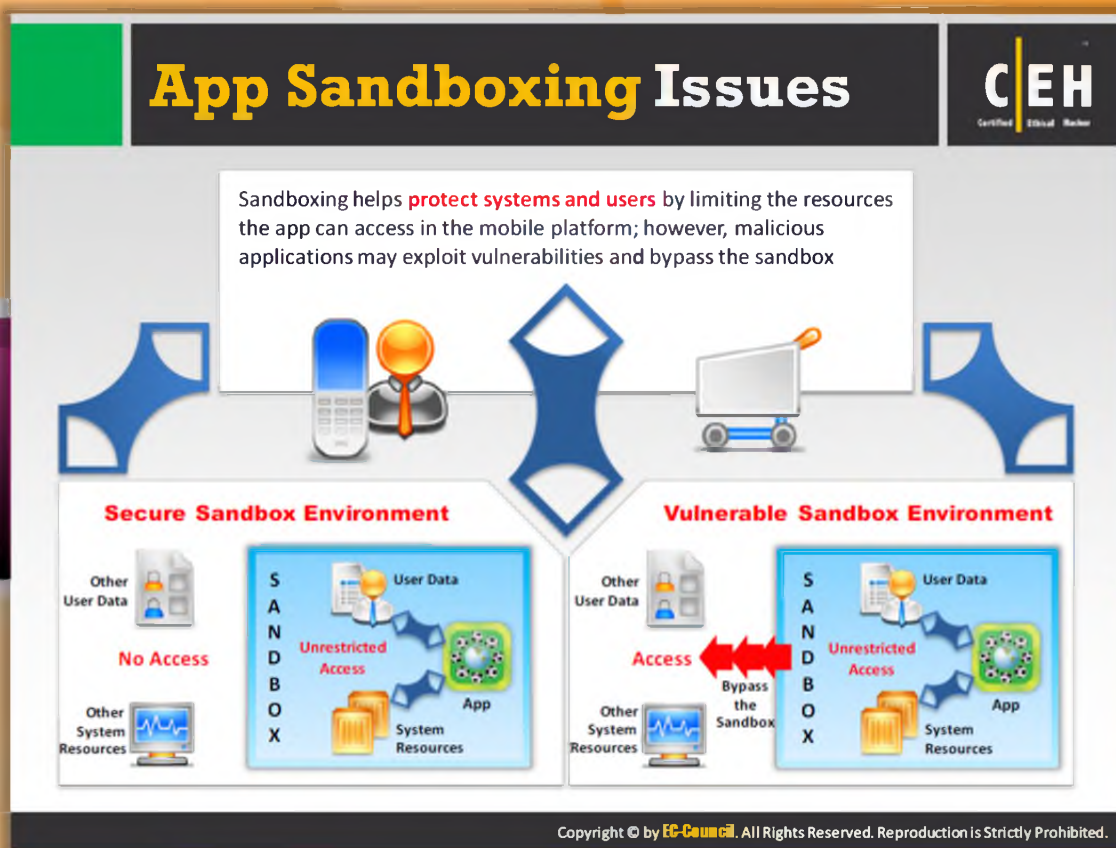 App Sandboxing Issues
C EH
Certified Ethical Hacker
Sandboxing helps protect systems and users by limiting the resources
the app can access in the mobile platform; however, malicious
applications may exploit vulnerabilities and bypass the sandbox
Secure Sandbox Environment
Other
User Data
No Access
Other
System
Resources
SANDBOX
User Data
Unrestricted
Access
App
System
Resources
Vulnerable Sandbox Environment
Other
User Data
Access
Bypass
the
Sandbox
Other
System
Resources
SANDBOX
User Data
Unrestricted
Access
App
System
Resources
Copyright © by EC-Council. All Rights Reserved. Reproduction is Strictly Prohibited.